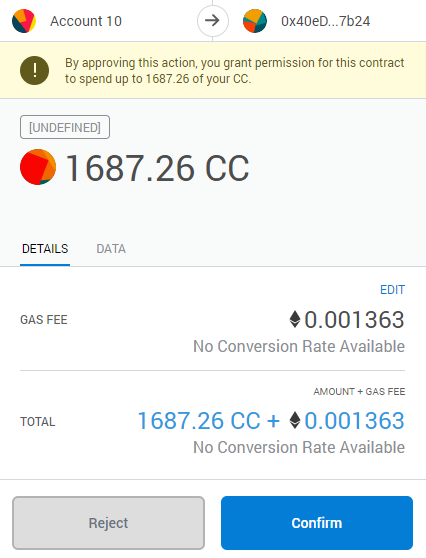 Account 10
0x40eD...7b24
!
By approving this action, you grant permission for this contract
to spend up to 1687.26 of your CC.
[UNDEFINED]
1687.26 CC
DETAILS
DATA
EDIT
GAS FEE
0.001363
No Conversion Rate Available
AMOUNT + GAS FEE
TOTAL
1687.26 CC + 0.001363
No Conversion Rate Available
Reject
Confirm